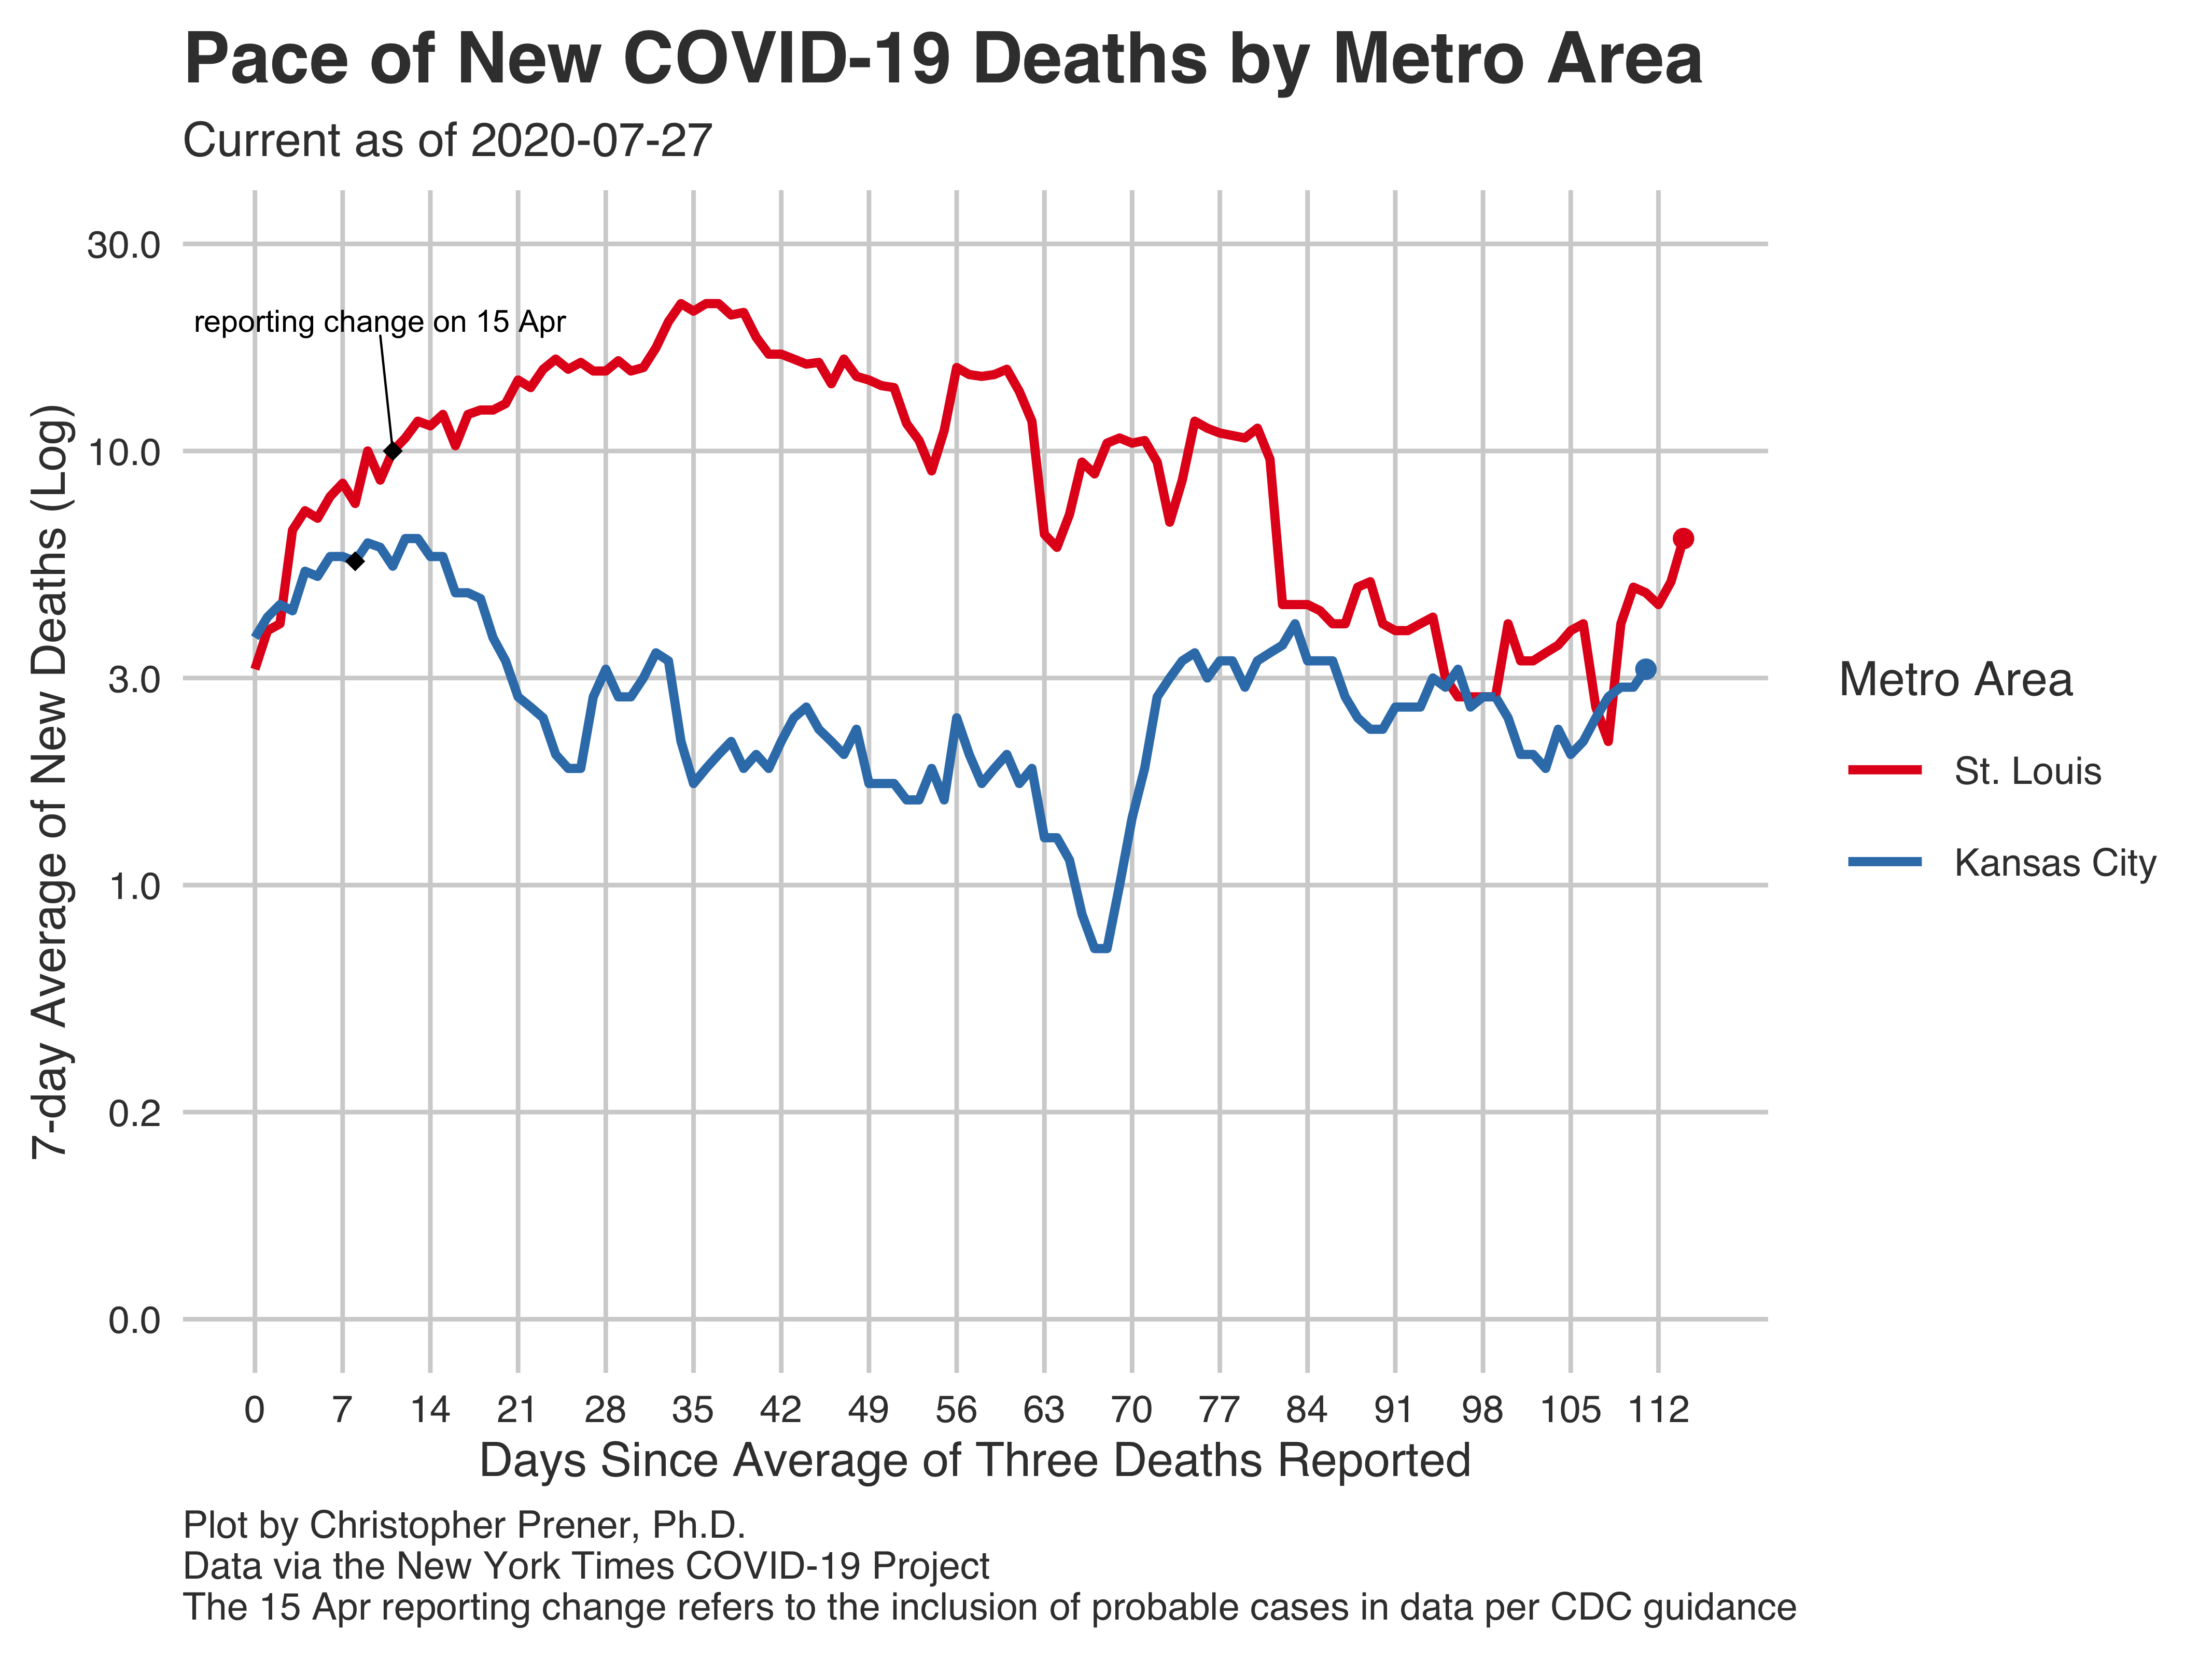 Pace of New COVID-19 Deaths by Metro Area
Current as of 2020-07-27
7-day Average of New Deaths (Log)
30.0
10.0
3.0
1.0
0.2
0.0
reporting change on 15 Apr
0 7 14 21 28 35 42 49 56 63 70 77 84 91 98 105 112
Days Since Average of Three Deaths Reported
Metro Area
St. Louis
Kansas City
Plot by Christopher Prener, Ph.D.
Data via the New York Times COVID-19 Project
The 15 Apr reporting change refers to the inclusion of probable cases in data per CDC guidance